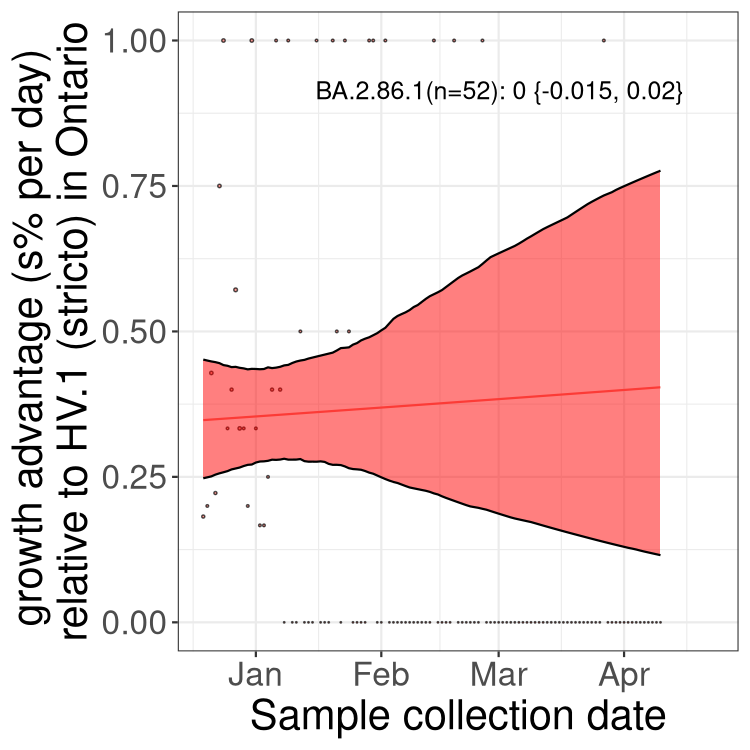 growth advantage (s% per day)
relative to HV.1 (stricto) in Ontario
1.00
0.75
0.50
0.25
0.00
BA.2.86.1(n=52): 0 {-0.015, 0.02}
Jan Feb Mar Apr
Sample collection date